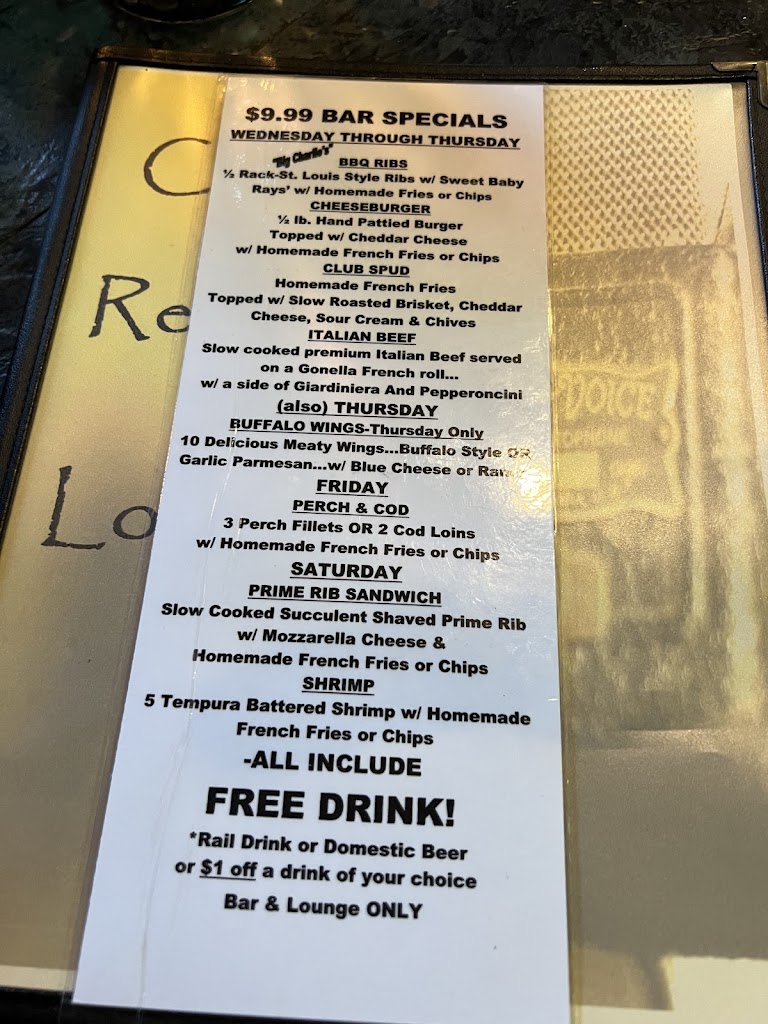 $9.99 BAR SPECIALS
WEDNESDAY THROUGH THURSDAY
"Big Charlie's"
BBQ RIBS
½ Rack-St. Louis Style Ribs w/ Sweet Baby
Rays' w/ Homemade Fries or Chips
CHEESEBURGER
½ lb. Hand Pattied Burger
Topped w/ Cheddar Cheese
w/ Homemade French Fries or Chips
CLUB SPUD
Homemade French Fries
Topped w/ Slow Roasted Brisket, Cheddar
Cheese, Sour Cream & Chives
ITALIAN BEEF
Slow cooked premium Italian Beef served
on a Gonella French roll...
w/ a side of Giardiniera And Pepperoncini
(also) THURSDAY
BUFFALO WINGS-Thursday Only
10 Delicious Meaty Wings...Buffalo Style OR
Garlic Parmesan...w/ Blue Cheese or
FRIDAY
PERCH & COD
3 Perch Fillets OR 2 Cod Loins
w/ Homemade French Fries or Chips
SATURDAY
PRIME RIB SANDWICH
Slow Cooked Succulent Shaved Prime Rib
w/ Mozzarella Cheese &
Homemade French Fries or Chips
SHRIMP
5 Tempura Battered Shrimp w/ Homemade
French Fries or Chips
-ALL INCLUDE
FREE DRINK!
*Rail Drink or Domestic Beer
or $1 off a drink of your choice
Bar & Lounge ONLY
C
Re
Lo